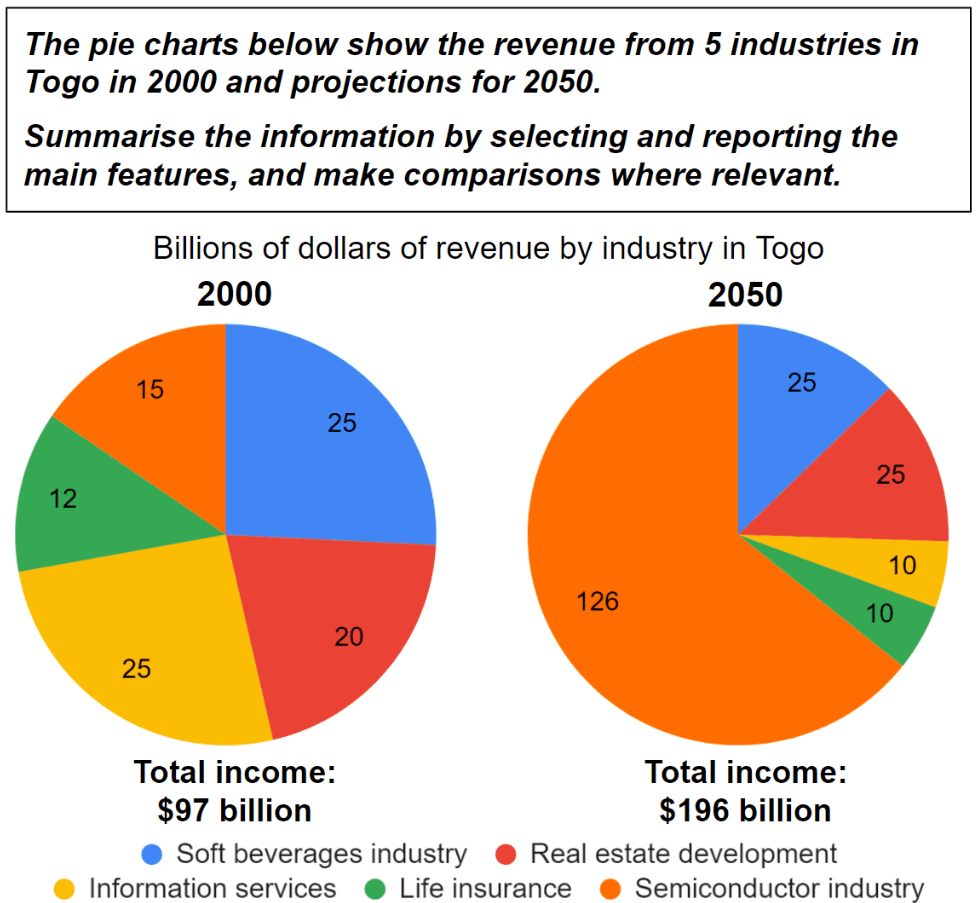 The pie charts below show the revenue from 5 industries in
Togo in 2000 and projections for 2050.
Summarise the information by selecting and reporting the
main features, and make comparisons where relevant.
Billions of dollars of revenue by industry in Togo
2000
2050
15
25
12
25
20
25
25
10
10
126
Total income:
$97 billion
Total income:
$196 billion
Soft beverages industry
Real estate development
Information services
Life insurance
Semiconductor industry